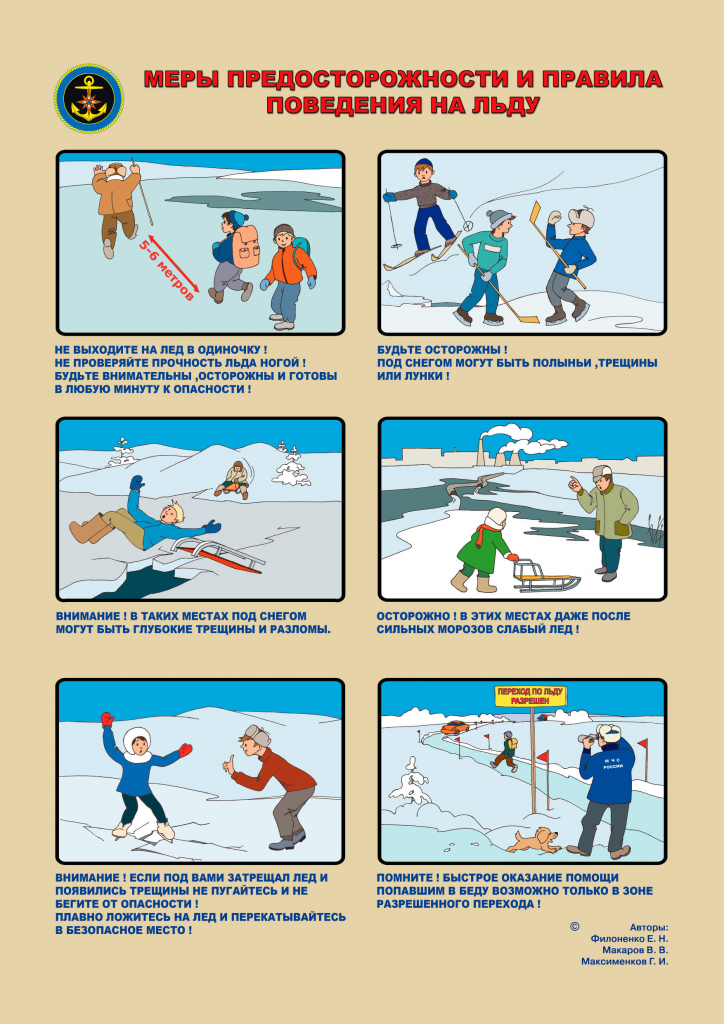 МЕРЫ ПРЕДОСТОРОЖНОСТИ И ПРАВИЛА
ПОВЕДЕНИЯ НА ЛЬДУ
5-6 метров
НЕ ВЫХОДИТЕ НА ЛЕД В ОДИНОЧКУ !
НЕ ПРОВЕРЯЙТЕ ПРОЧНОСТЬ ЛЬДА НОГОЙ !
БУДЬТЕ ВНИМАТЕЛЬНЫ ,ОСТОРОЖНЫ И ГОТОВЫ
В ЛЮБУЮ МИНУТУ К ОПАСНОСТИ !
БУДЬТЕ ОСТОРОЖНЫ !
ПОД СНЕГОМ МОГУТ БЫТЬ ПОЛЫНЬИ ,ТРЕЩИНЫ
ИЛИ ЛУНКИ !
ВНИМАНИЕ ! В ТАКИХ МЕСТАХ ПОД СНЕГОМ
МОГУТ БЫТЬ ГЛУБОКИЕ ТРЕЩИНЫ И РАЗЛОМЫ.
ОСТОРОЖНО ! В ЭТИХ МЕСТАХ ДАЖЕ ПОСЛЕ
СИЛЬНЫХ МОРОЗОВ СЛАБЫЙ ЛЕД !
ПЕРЕХОД ПО ЛЬДУ
РАЗРЕШЕН
М Ч С
РОССИИ
ВНИМАНИЕ ! ЕСЛИ ПОД ВАМИ ЗАТРЕЩАЛ ЛЕД И
ПОЯВИЛИСЬ ТРЕЩИНЫ НЕ ПУГАЙТЕСЬ И НЕ
БЕГИТЕ ОТ ОПАСНОСТИ !
ПЛАВНО ЛОЖИТЕСЬ НА ЛЕД И ПЕРЕКАТЫВАЙТЕСЬ
В БЕЗОПАСНОЕ МЕСТО !
ПОМНИТЕ ! БЫСТРОЕ ОКАЗАНИЕ ПОМОЩИ
ПОПАВШИМ В БЕДУ ВОЗМОЖНО ТОЛЬКО В ЗОНЕ
РАЗРЕШЕННОГО ПЕРЕХОДА !
© Авторы:
Филоненко Е. Н.
Макаров В. В.
Максименков Г. И.